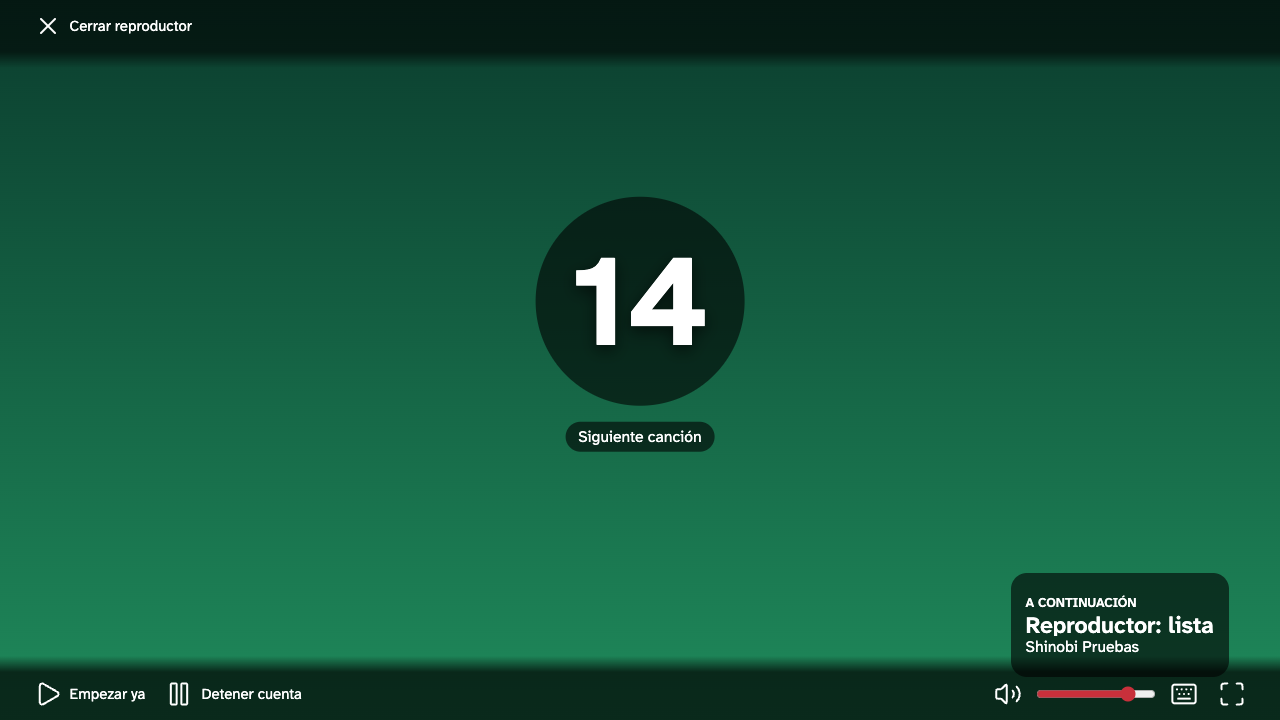 Cerrar reproductor
14
Siguiente canción
A CONTINUACIÓN
Reproductor: lista
Shinobi Pruebas
Empezar ya
Detener cuenta